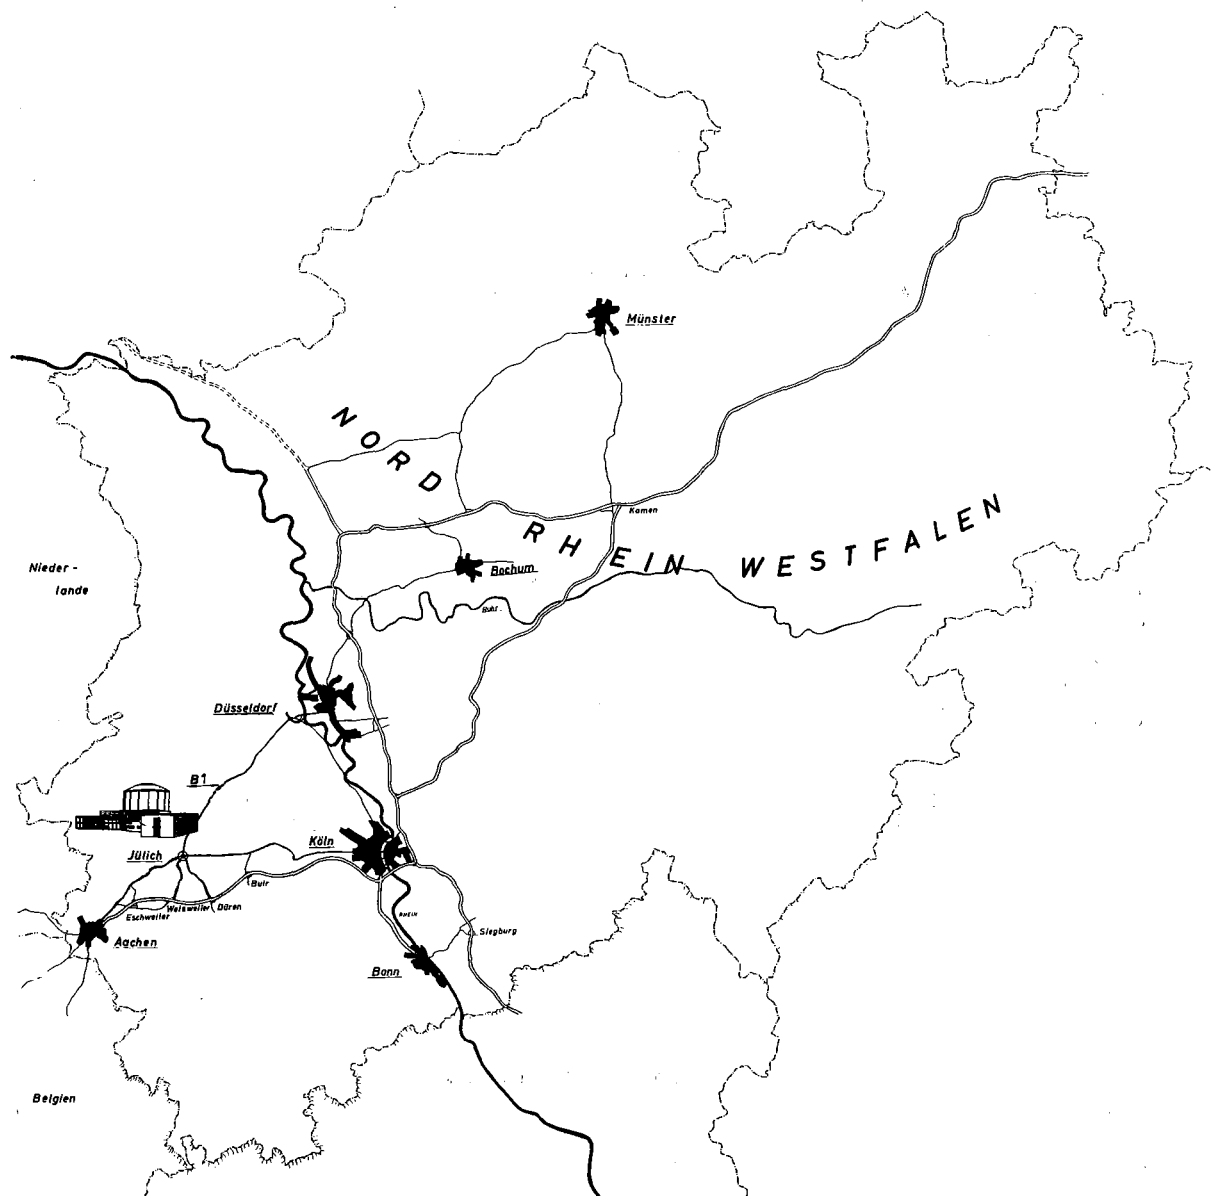 Münster
NORD
RHEIN WESTFALEN
Kamen
Bochum
Nieder-
lande
Ruhr
Düsseldorf
B1
Köln
Jülich
Buir
Weisweiler
Düren
Eschweiler
RHEIN
Siegburg
Aachen
Bonn
Belgien